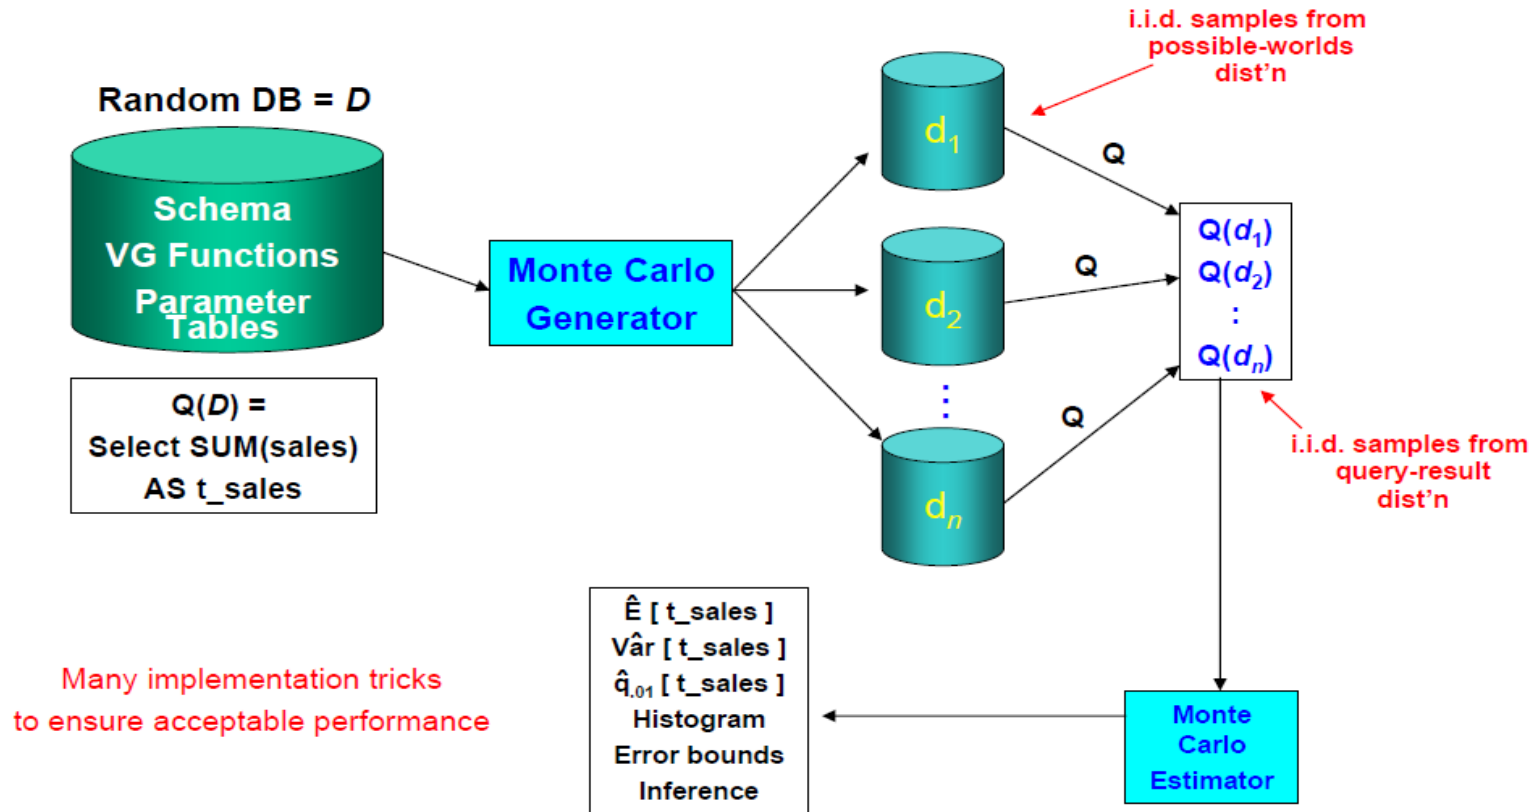 Random DB = D
Schema
VG Functions
Parameter
Tables
Q(D) =
Select SUM(sales)
AS t_sales
Monte Carlo
Generator
d₁
d₂
⋮
dₙ
i.i.d. samples from
possible-worlds
dist'n
Q
Q
Q
Q(d₁)
Q(d₂)
:
Q(dₙ)
i.i.d. samples from
query-result
dist'n
Monte
Carlo
Estimator
Ê [ t_sales ]
Vâr [ t_sales ]
q̂.₀₁ [ t_sales ]
Histogram
Error bounds
Inference
Many implementation tricks
to ensure acceptable performance